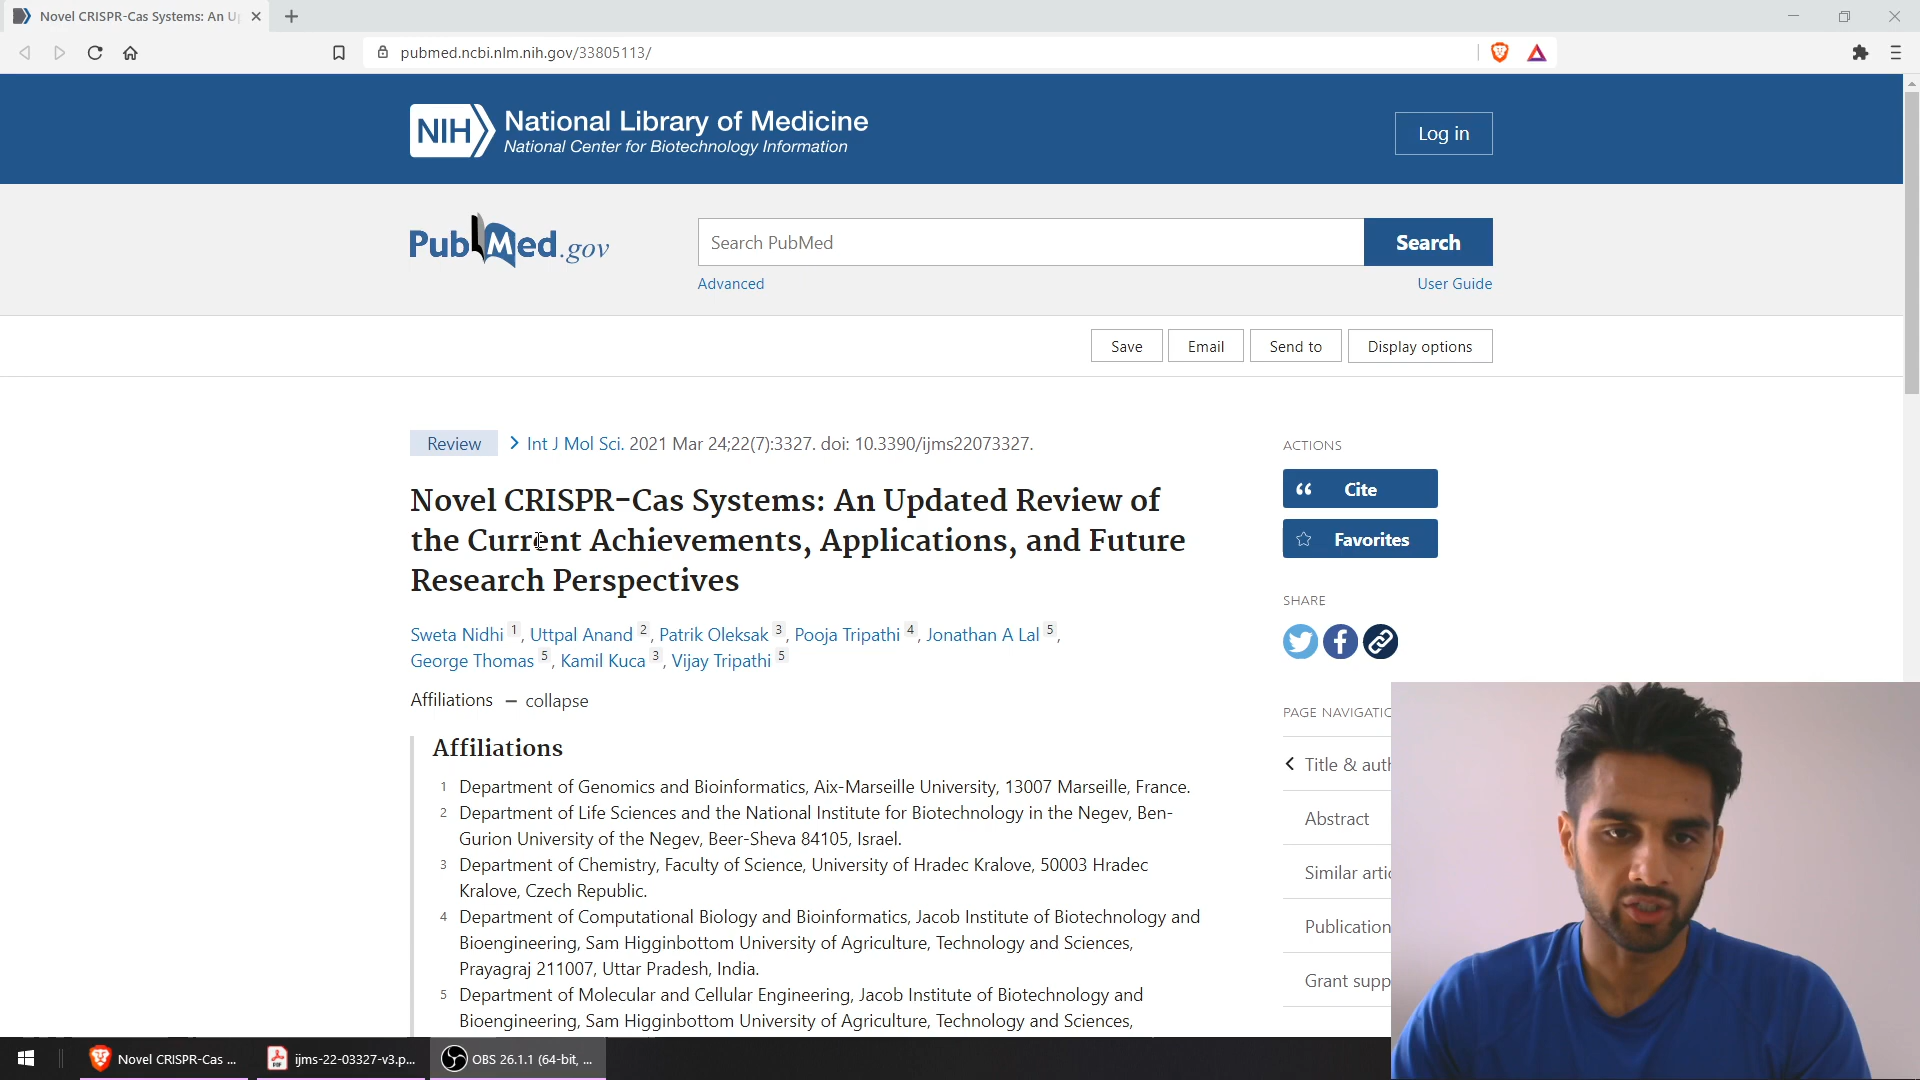 Novel CRISPR-Cas Systems: An U
pubmed.ncbi.nlm.nih.gov/33805113/
NIH National Library of Medicine
National Center for Biotechnology Information
Log in
PubMed.gov
Search PubMed
Search
Advanced
User Guide
Save
Email
Send to
Display options
Review
Int J Mol Sci. 2021 Mar 24;22(7):3327. doi: 10.3390/ijms22073327.
Novel CRISPR-Cas Systems: An Updated Review of
the Current Achievements, Applications, and Future
Research Perspectives
Sweta Nidhi 1, Uttpal Anand 2, Patrik Oleksak 3, Pooja Tripathi 4, Jonathan A Lal 5,
George Thomas 5, Kamil Kuca 3, Vijay Tripathi 5
Affiliations − collapse
Affiliations
1 Department of Genomics and Bioinformatics, Aix-Marseille University, 13007 Marseille, France.
2 Department of Life Sciences and the National Institute for Biotechnology in the Negev, Ben-
Gurion University of the Negev, Beer-Sheva 84105, Israel.
3 Department of Chemistry, Faculty of Science, University of Hradec Kralove, 50003 Hradec
Kralove, Czech Republic.
4 Department of Computational Biology and Bioinformatics, Jacob Institute of Biotechnology and
Bioengineering, Sam Higginbottom University of Agriculture, Technology and Sciences,
Prayagraj 211007, Uttar Pradesh, India.
5 Department of Molecular and Cellular Engineering, Jacob Institute of Biotechnology and
Bioengineering, Sam Higginbottom University of Agriculture, Technology and Sciences,
ACTIONS
Cite
Favorites
SHARE
PAGE NAVIGATIO
Title & auth
Abstract
Similar artic
Publication
Grant supp
Novel CRISPR-Cas ...
ijms-22-03327-v3.p...
OBS 26.1.1 (64-bit, ...